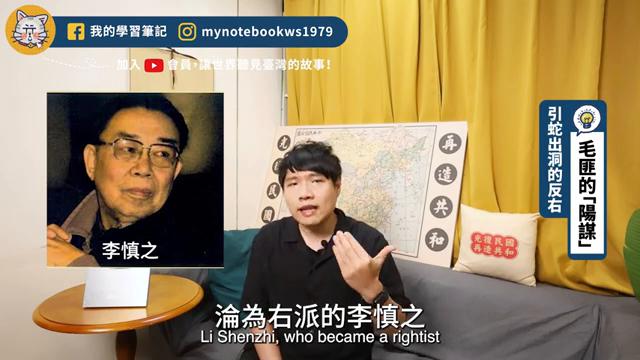 我的學習筆記 mynotebookws1979
加入 會員，讓世界聽見臺灣的故事！
引蛇出洞的反右
毛匪的「陽謀」
李慎之
光復民國
再造共和
光復民國
再造共和
淪為右派的李慎之
Li Shenzhi, who became a rightist